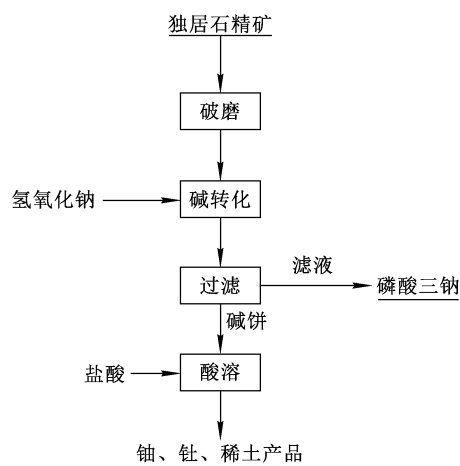 独居石精矿
破磨
氢氧化钠
碱转化
过滤
滤液
磷酸三钠
碱饼
盐酸
酸溶
铀、钍、稀土产品